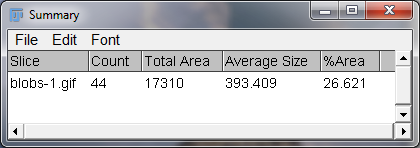 Summary
File Edit Font
Slice Count Total Area Average Size %Area
blobs-1.gif 44 17310 393.409 26.621